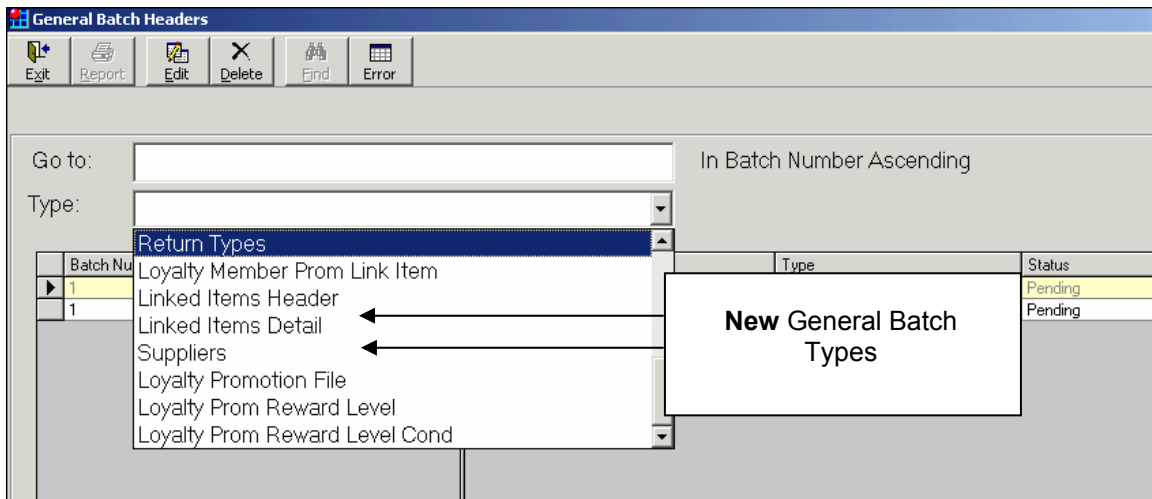 General Batch Headers
Exit Report Edit Delete Find Error
Go to: In Batch Number Ascending
Type:
Return Types
Loyalty Member Prom Link Item
Linked Items Header
Linked Items Detail
Suppliers
Loyalty Promotion File
Loyalty Prom Reward Level
Loyalty Prom Reward Level Cond
Batch Nu Type Status
1 Pending
1 Pending
New General Batch
Types